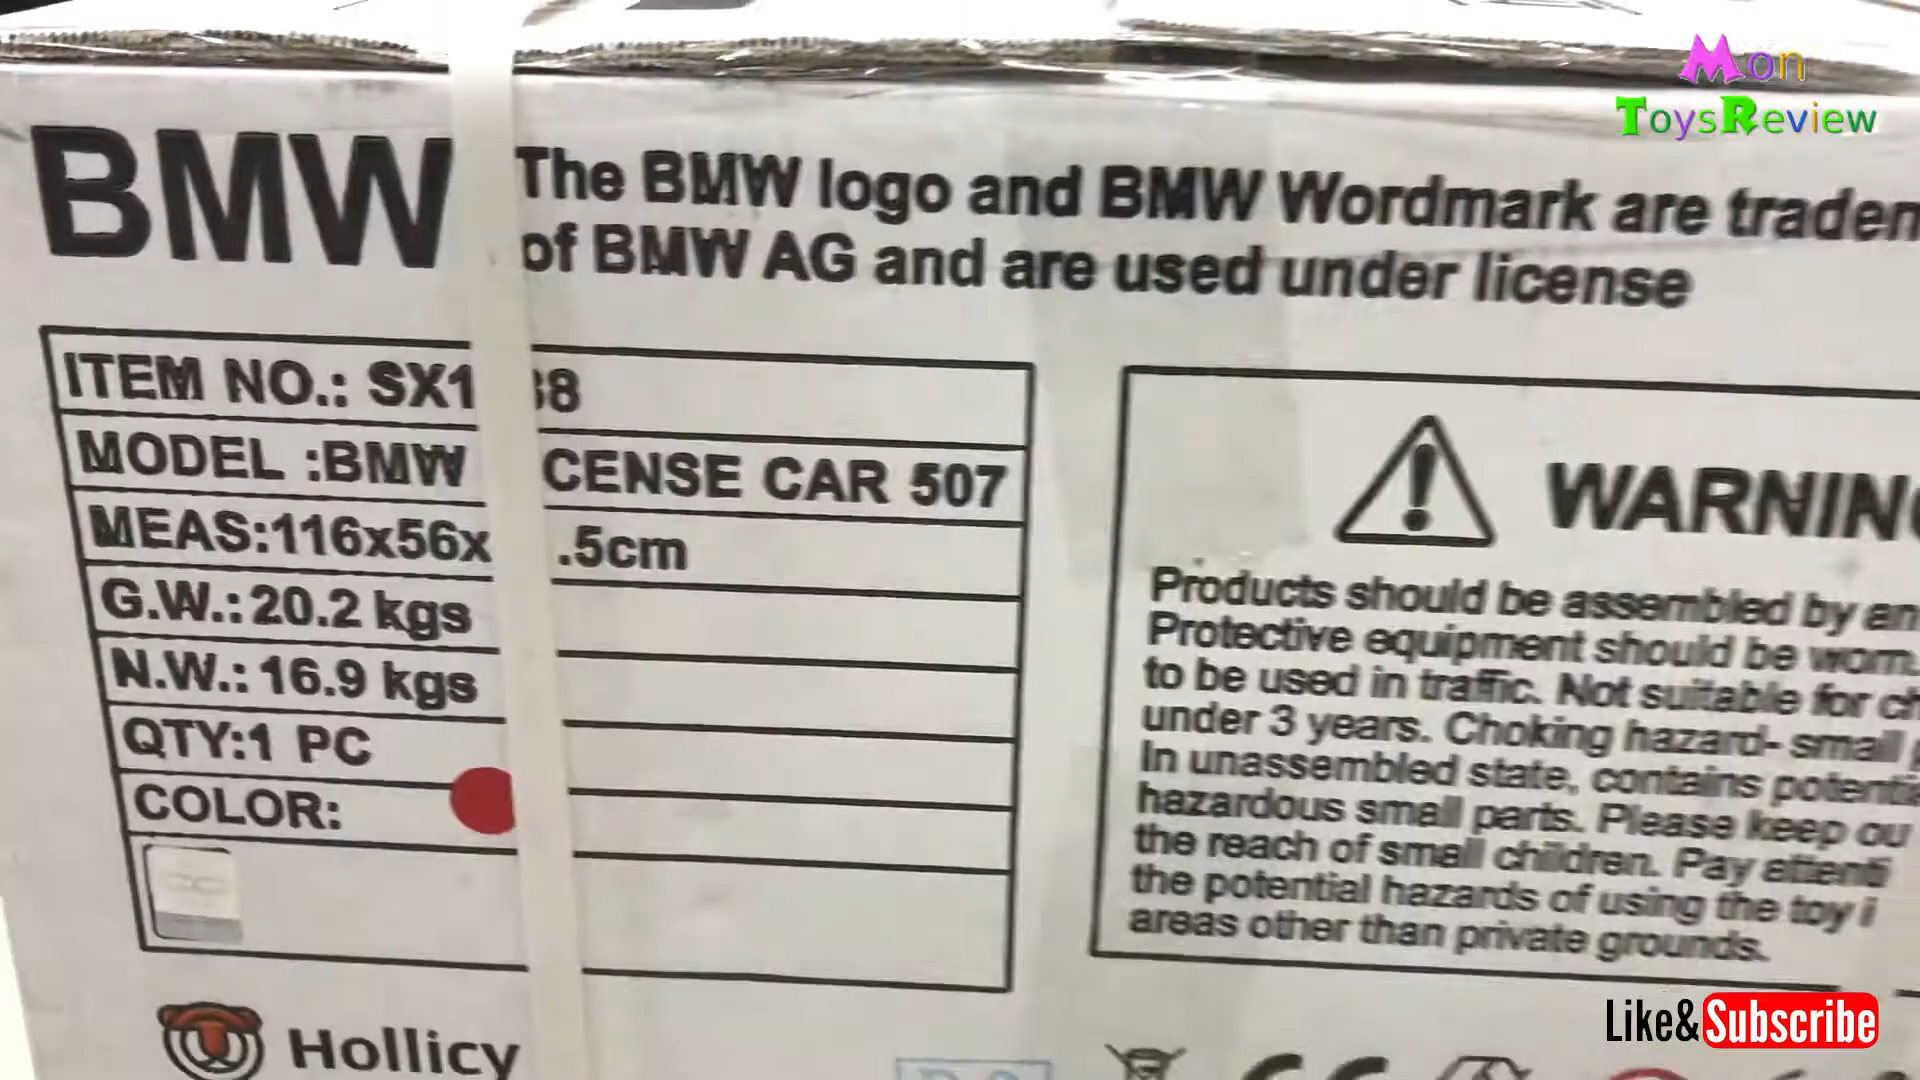 Mon
ToysReview
BMW
The BMW logo and BMW Wordmark are tradem
of BMW AG and are used under license
ITEM NO.: SX1 38
MODEL :BMW CENSE CAR 507
MEAS:116x56x .5cm
G.W.: 20.2 kgs
N.W.: 16.9 kgs
QTY:1 PC
COLOR:
WARNING
Products should be assembled by an
Protective equipment should be worn.
to be used in traffic. Not suitable for ch
under 3 years. Choking hazard- small p
In unassembled state, contains potentia
hazardous small parts. Please keep ou
the reach of small children. Pay attenti
the potential hazards of using the toy i
areas other than private grounds.
Hollicy
Like& Subscribe